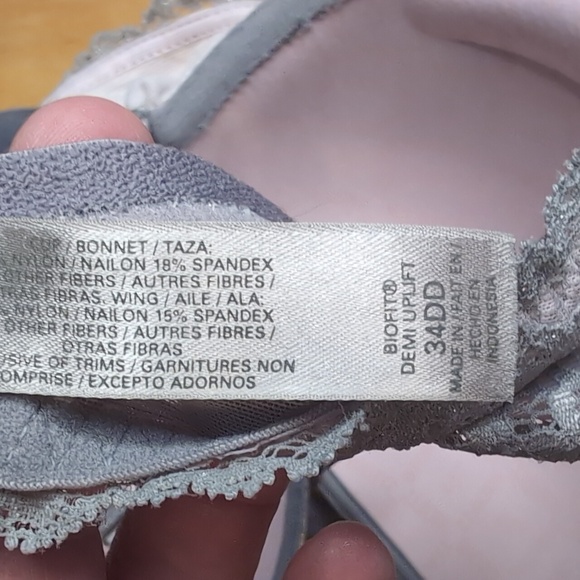 CUP / BONNET / TAZA:
NYLON / NAILON 18% SPANDEX
OTHER FIBERS / AUTRES FIBRES /
FIBRAS. WING / AILE / ALA:
NYLON / NAILON 15% SPANDEX
OTHER FIBERS / AUTRES FIBRES /
OTRAS FIBRAS
OF TRIMS / GARNITURES NON
EXCEPTO ADORNOS
BIOFIT®
DEMI UPLIFT
34DD
MADE IN / FAIT EN /
HECHO EN
INDONESIA